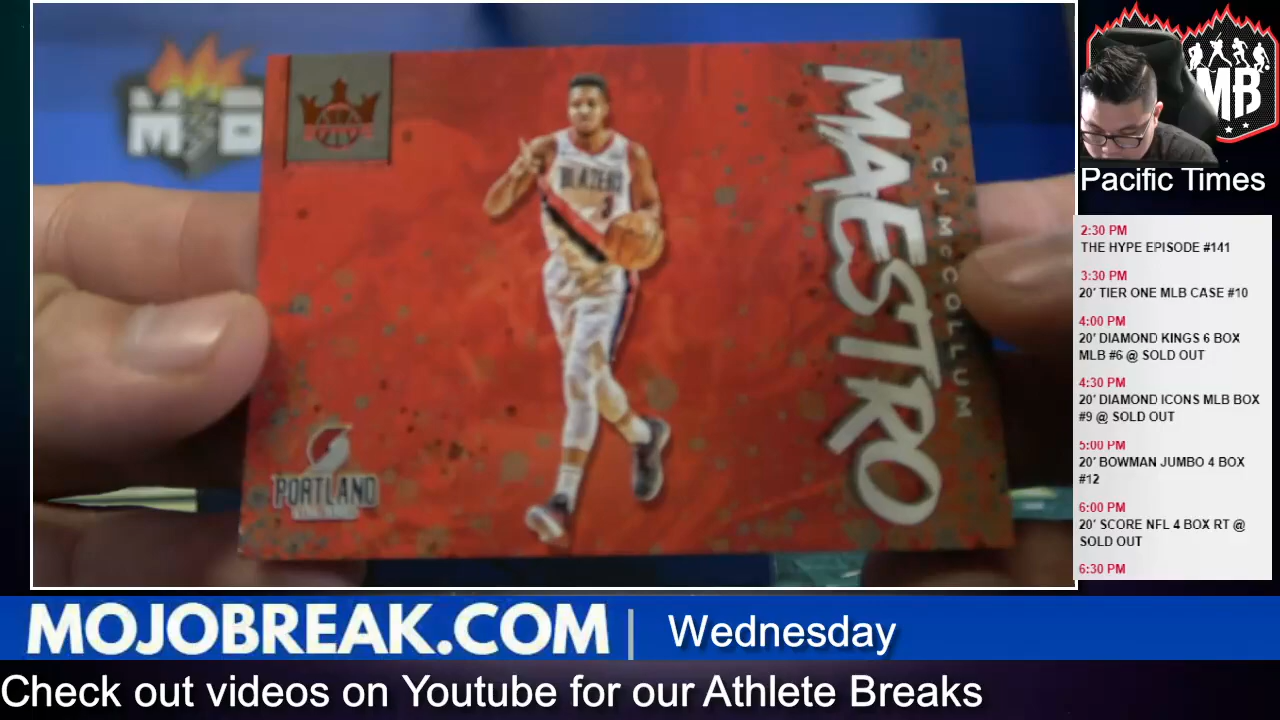 MB
MAESTRO
CJ McCOLLUM
BLAZERS
3
PORTLAND
MB
Pacific Times
2:30 PM
THE HYPE EPISODE #141
3:30 PM
20' TIER ONE MLB CASE #10
4:00 PM
20' DIAMOND KINGS 6 BOX
MLB #6 @ SOLD OUT
4:30 PM
20' DIAMOND ICONS MLB BOX
#9 @ SOLD OUT
5:00 PM
20' BOWMAN JUMBO 4 BOX
#12
6:00 PM
20' SCORE NFL 4 BOX RT @
SOLD OUT
6:30 PM
MOJOBREAK.COM | Wednesday
Check out videos on Youtube for our Athlete Breaks